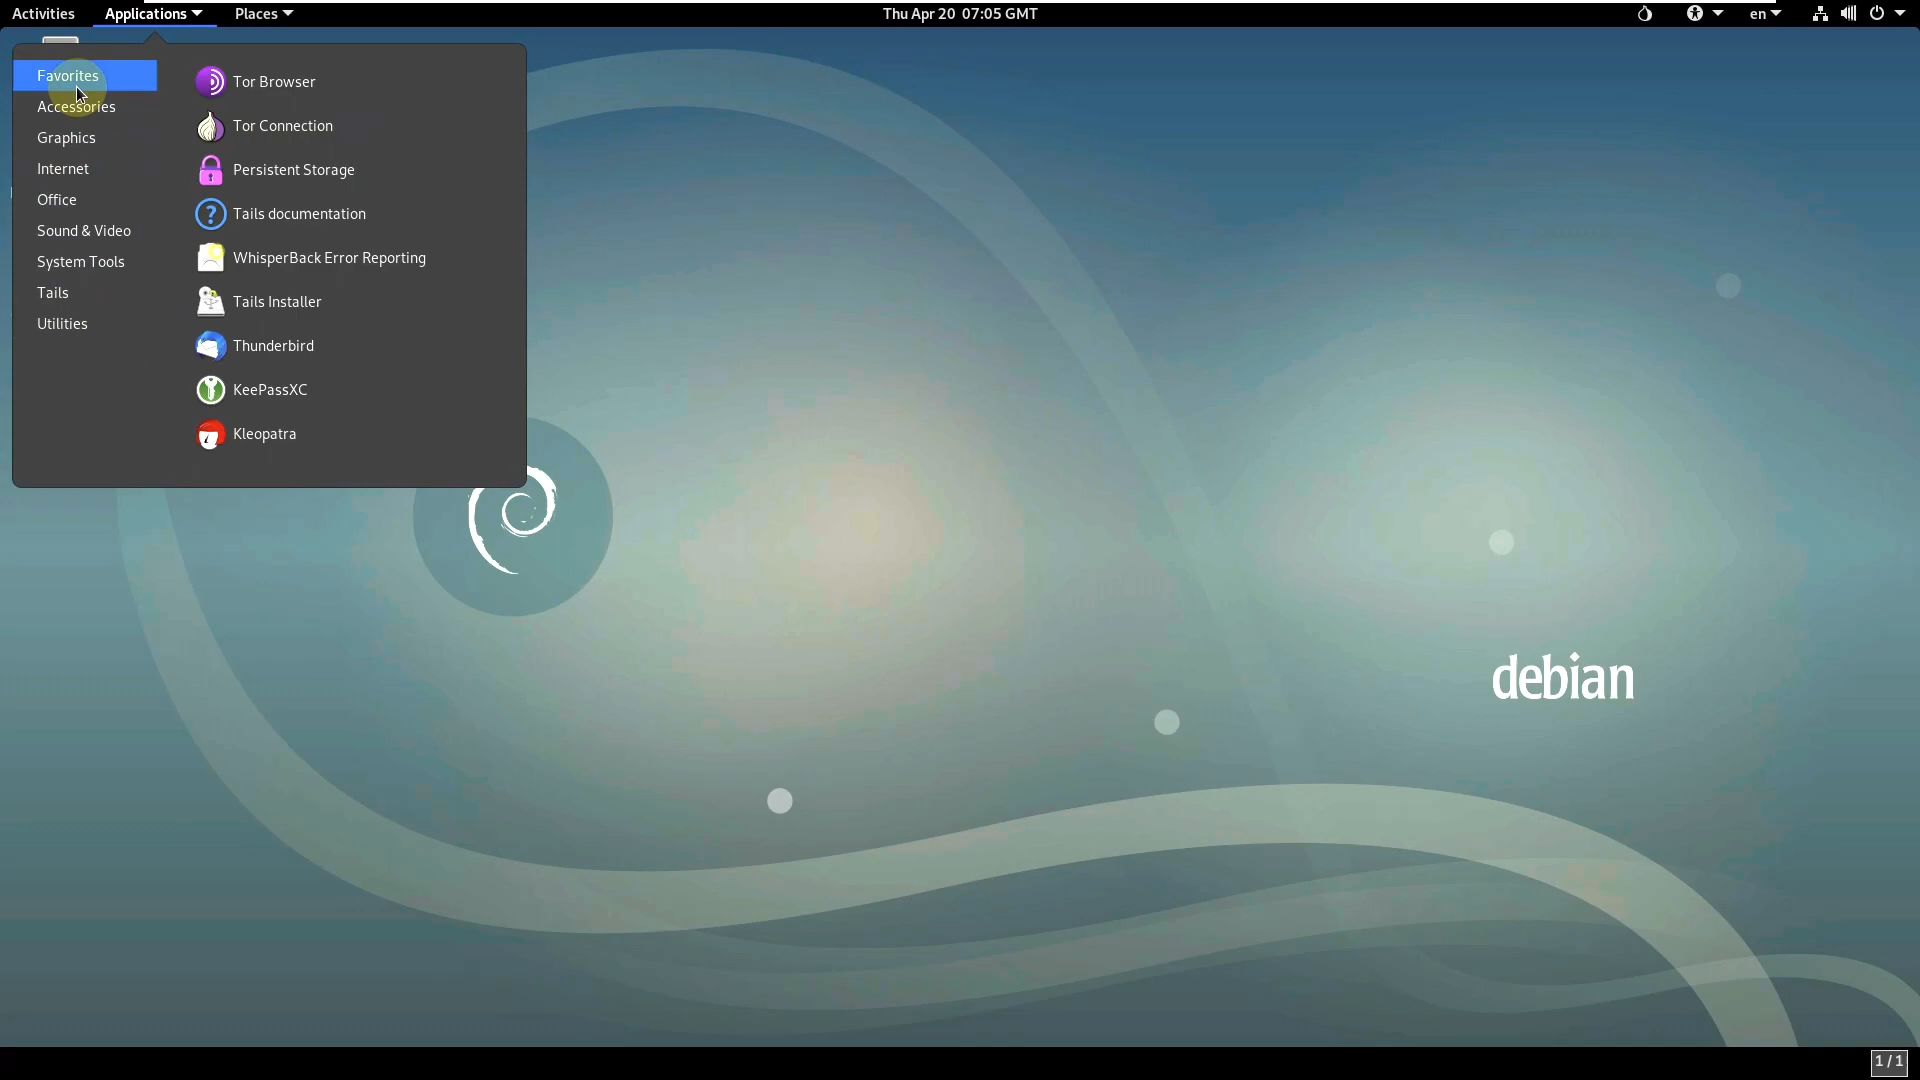 Activities Applications Places Thu Apr 20 07:05 GMT en
Favorites
Accessories
Graphics
Internet
Office
Sound & Video
System Tools
Tails
Utilities
Tor Browser
Tor Connection
Persistent Storage
Tails documentation
WhisperBack Error Reporting
Tails Installer
Thunderbird
KeePassXC
Kleopatra
debian
1 / 1